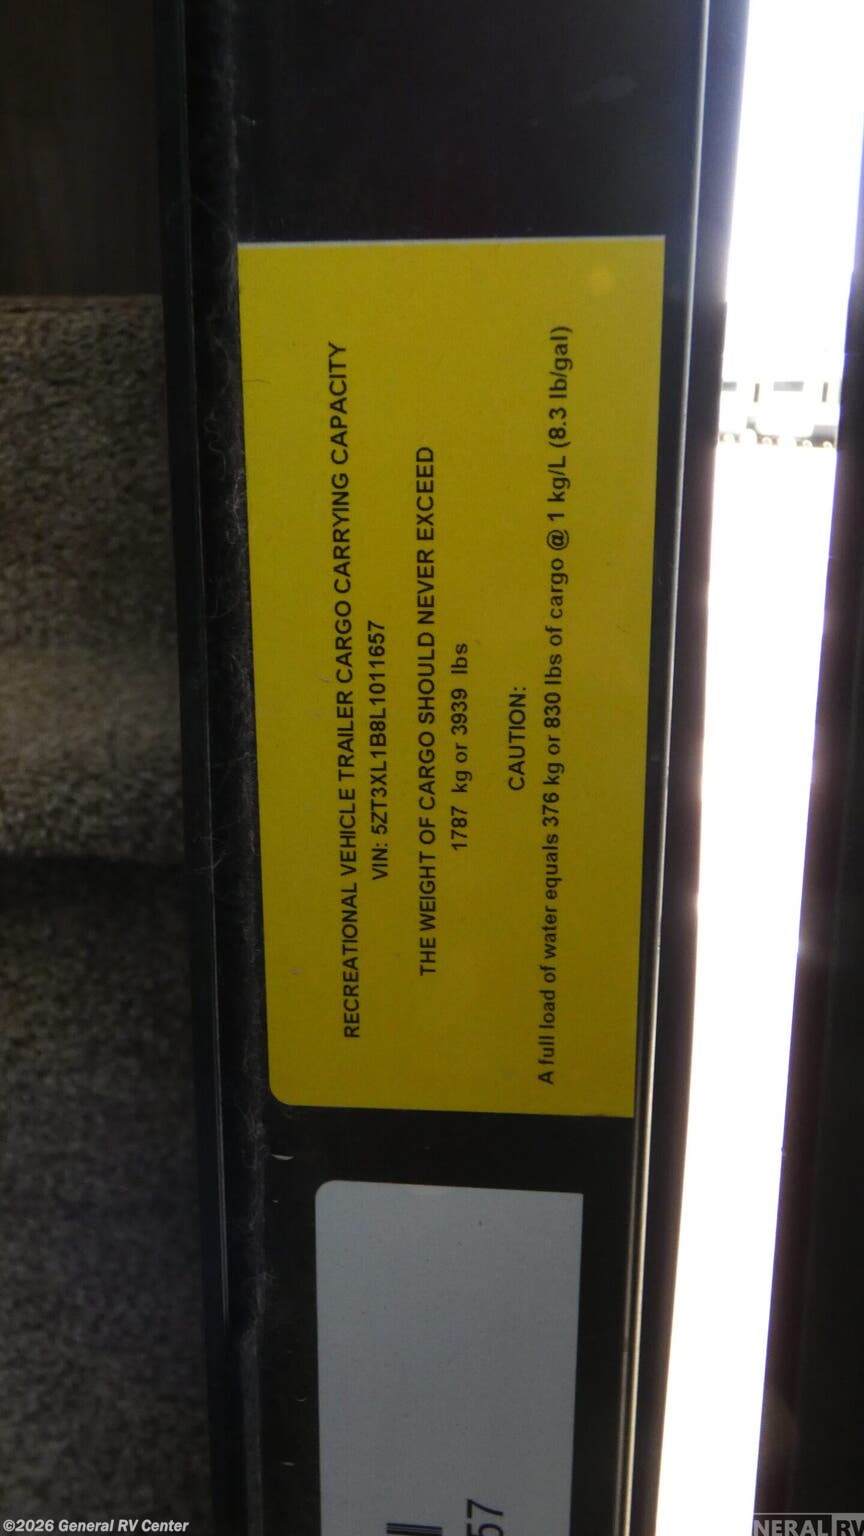 RECREATIONAL VEHICLE TRAILER CARGO CARRYING CAPACITY
VIN: 5ZT3XL1B8L1011657
THE WEIGHT OF CARGO SHOULD NEVER EXCEED
1787 kg or 3939 lbs
CAUTION:
A full load of water equals 376 kg or 830 lbs of cargo @ 1 kg/L (8.3 lb/gal)
57
©2026 General RV Center
NERAL RV